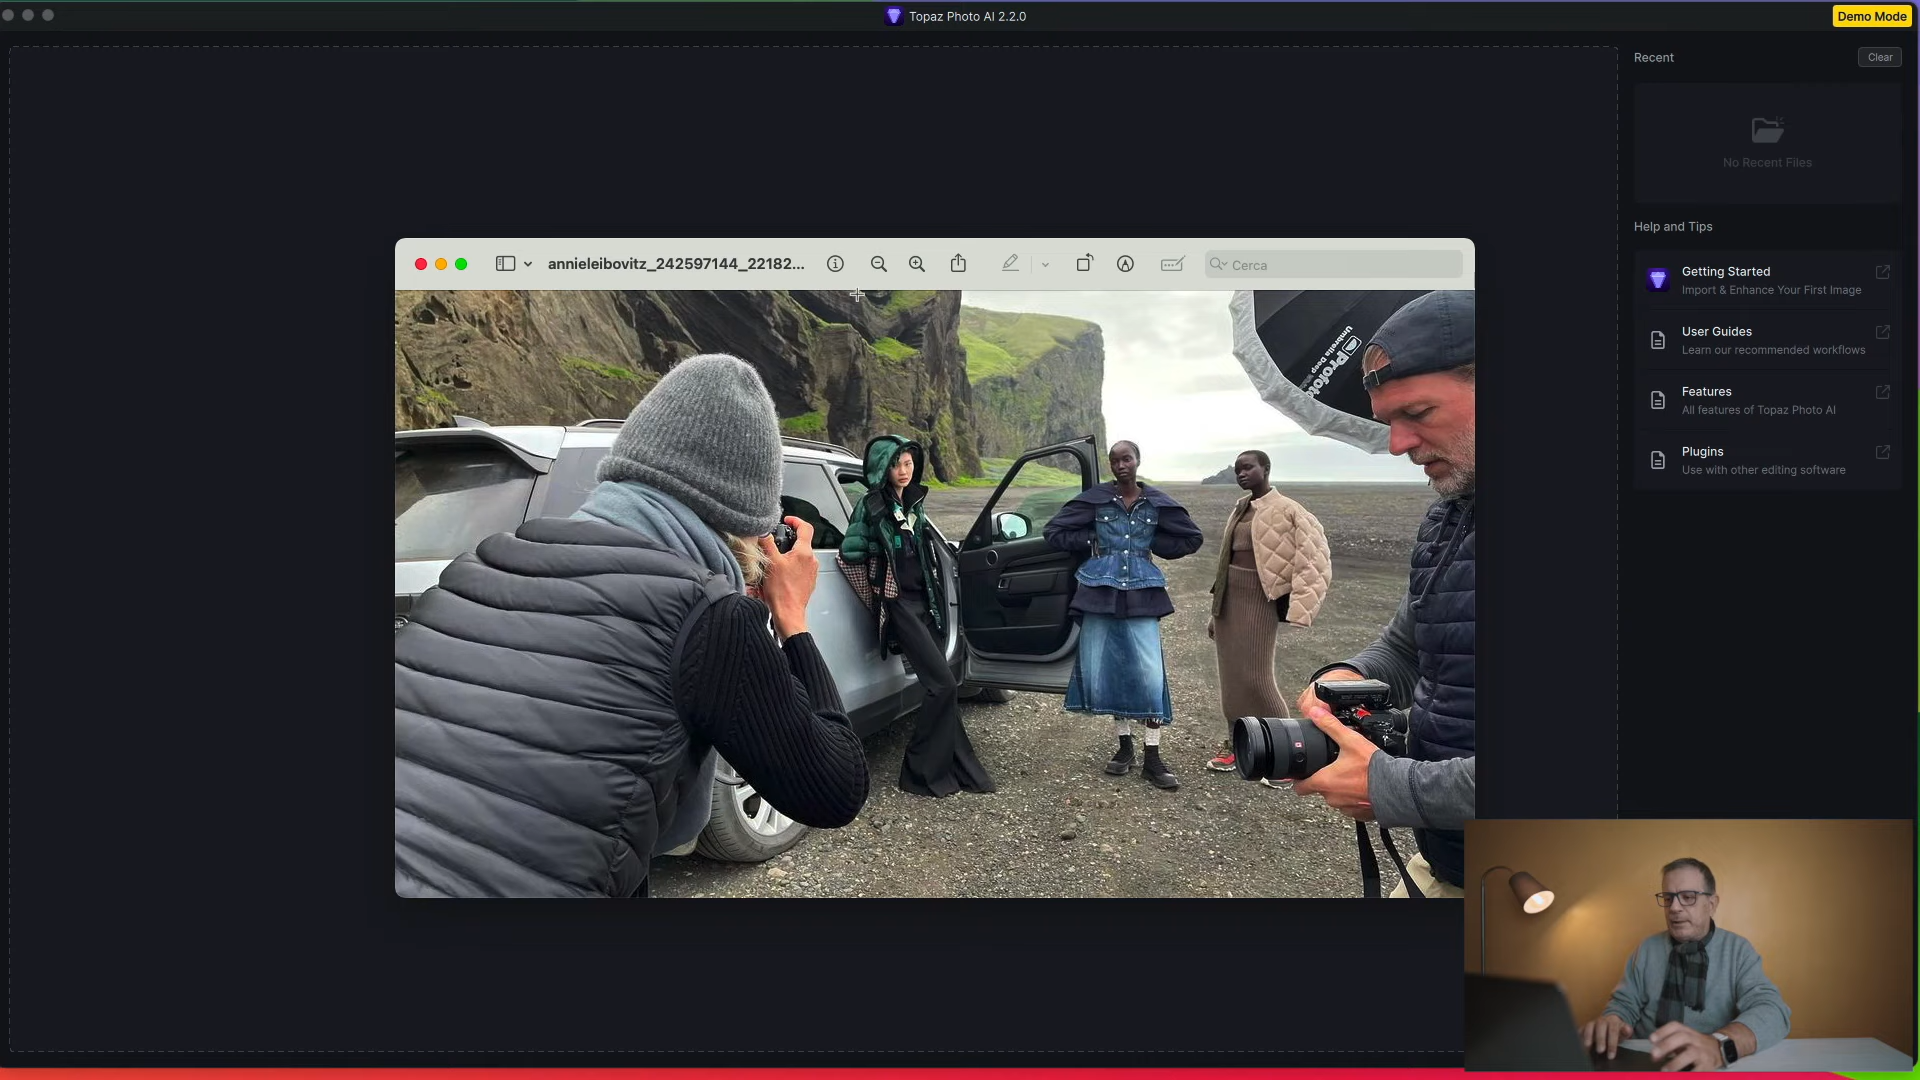 Topaz Photo AI 2.2.0
Demo Mode
Recent
Clear
No Recent Files
Help and Tips
Getting Started
Import & Enhance Your First Image
User Guides
Learn our recommended workflows
Features
All features of Topaz Photo AI
Plugins
Use with other editing software
annieleibovitz_242597144_22182...
Cerca
Profoto
Umbrella Deep